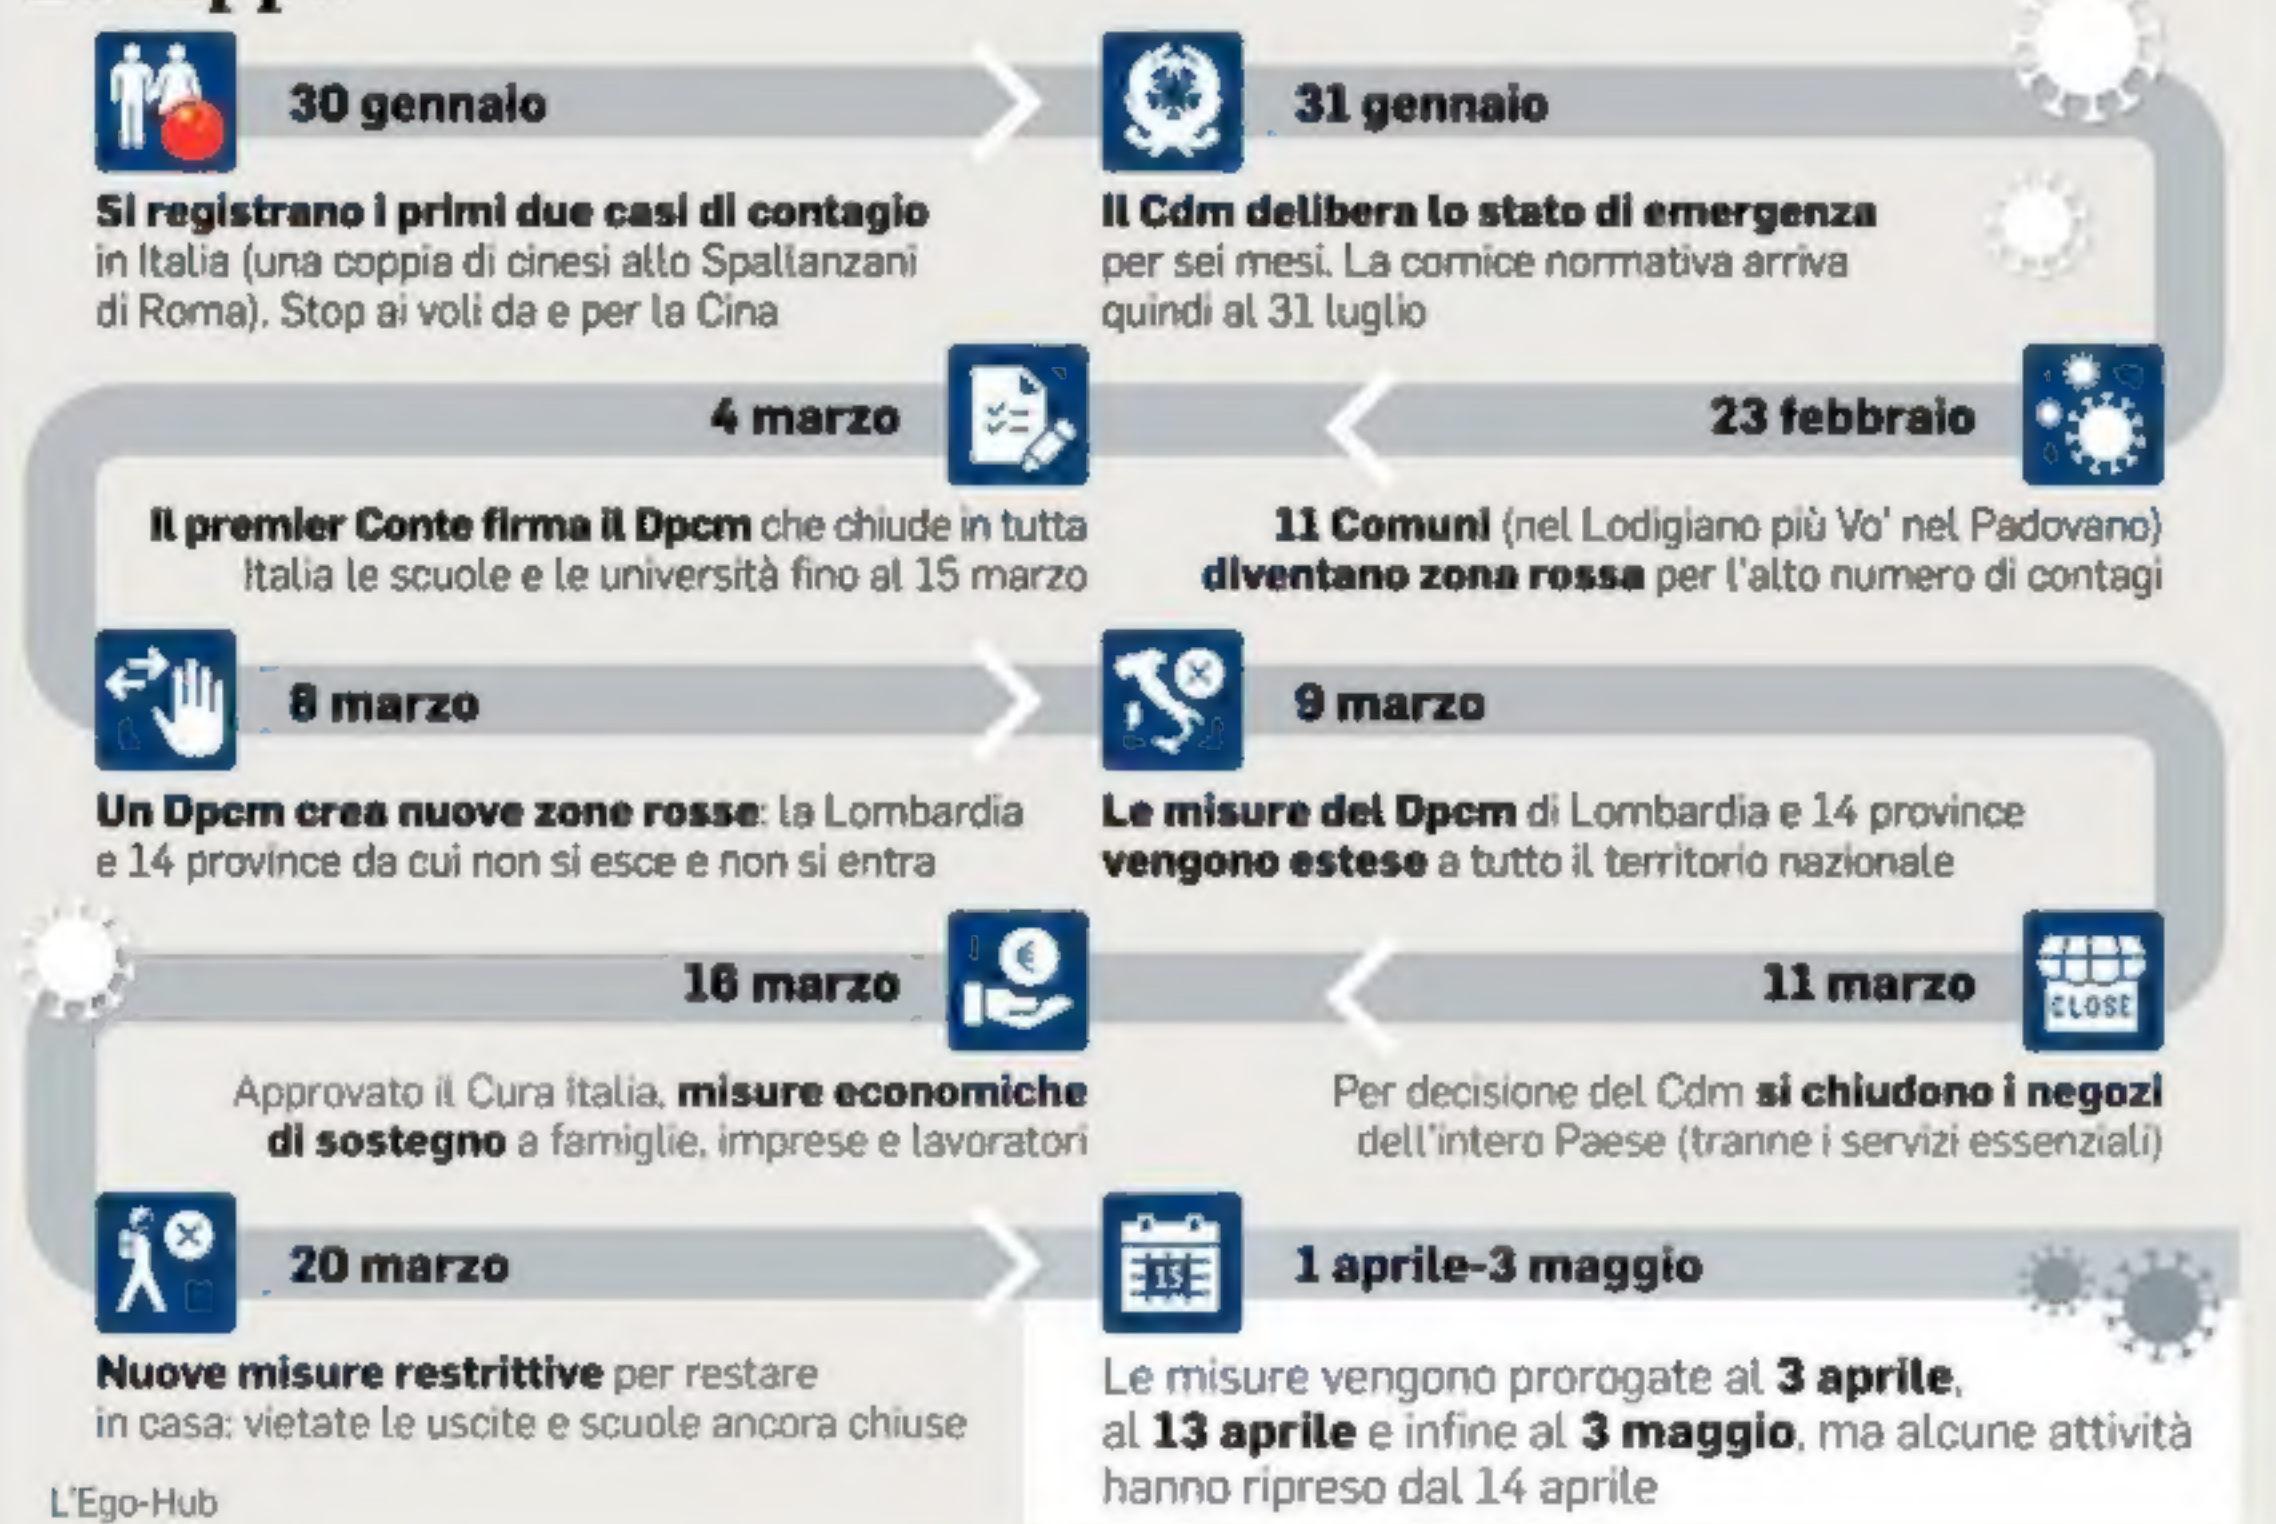 30 gennaio
Si registrano i primi due casi di contagio
in Italia (una coppia di cinesi allo Spallanzani
di Roma). Stop ai voli da e per la Cina
31 gennaio
Il Cdm delibera lo stato di emergenza
per sei mesi. La cornice normativa arriva
quindi al 31 luglio
23 febbraio
11 Comuni (nel Lodigiano più Vo' nel Padovano)
diventano zona rossa per l'alto numero di contagi
4 marzo
Il premier Conte firma il Dpcm che chiude in tutta
Italia le scuole e le università fino al 15 marzo
8 marzo
Un Dpcm crea nuove zone rosse: la Lombardia
e 14 province da cui non si esce e non si entra
9 marzo
Le misure del Dpcm di Lombardia e 14 province
vengono estese a tutto il territorio nazionale
11 marzo
CLOSE
Per decisione del Cdm si chiudono i negozi
dell'intero Paese (tranne i servizi essenziali)
16 marzo
€
Approvato il Cura Italia, misure economiche
di sostegno a famiglie, imprese e lavoratori
20 marzo
Nuove misure restrittive per restare
in casa: vietate le uscite e scuole ancora chiuse
15
1 aprile-3 maggio
Le misure vengono prorogate al 3 aprile,
al 13 aprile e infine al 3 maggio, ma alcune attività
hanno ripreso dal 14 aprile
L'Ego-Hub